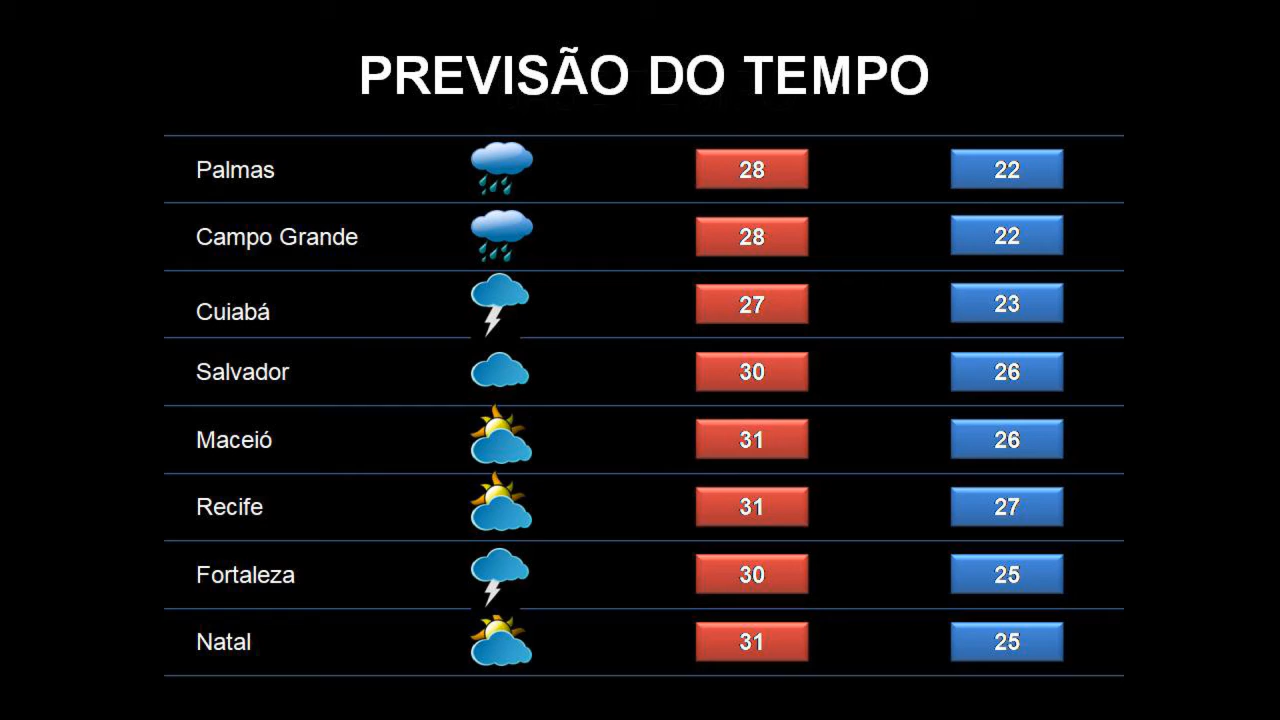 PREVISÃO DO TEMPO
Palmas 28 22
Campo Grande 28 22
Cuiabá 27 23
Salvador 30 26
Maceió 31 26
Recife 31 27
Fortaleza 30 25
Natal 31 25